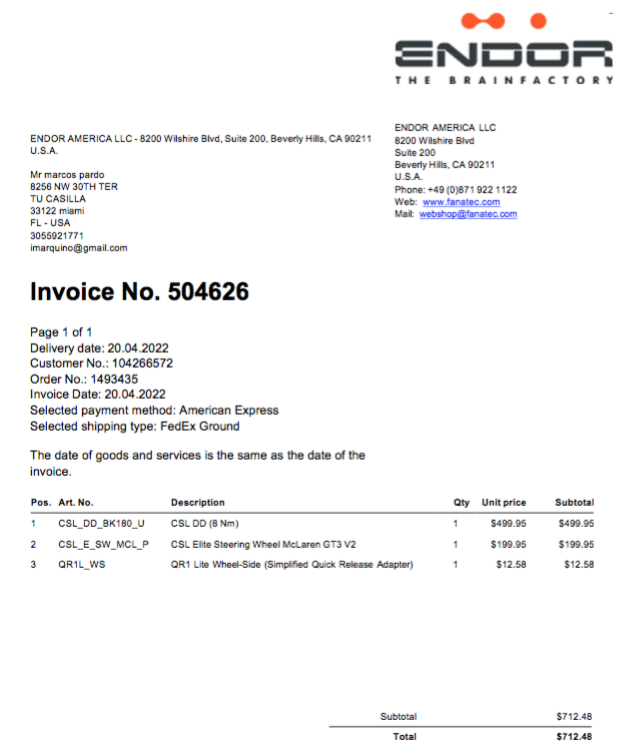 ENDOR
THE BRAINFACTORY
ENDOR AMERICA LLC - 8200 Wilshire Blvd, Suite 200, Beverly Hills, CA 90211
U.S.A.
ENDOR AMERICA LLC
8200 Wilshire Blvd
Suite 200
Beverly Hills, CA 90211
U.S.A.
Phone: +49 (0)871 922 1122
Web: www.fanatec.com
Mail: webshop@fanatec.com
Mr marcos pardo
8256 NW 30TH TER
TU CASILLA
33122 miami
FL - USA
3055921771
imarquino@gmail.com
Invoice No. 504626
Page 1 of 1
Delivery date: 20.04.2022
Customer No.: 104266572
Order No.: 1493435
Invoice Date: 20.04.2022
Selected payment method: American Express
Selected shipping type: FedEx Ground
The date of goods and services is the same as the date of the
invoice.
Pos. Art. No. Description Qty Unit price Subtotal
1 CSL_DD_BK180_U CSL DD (8 Nm) 1 $499.95 $499.95
2 CSL_E_SW_MCL_P CSL Elite Steering Wheel McLaren GT3 V2 1 $199.95 $199.95
3 QR1L_WS QR1 Lite Wheel-Side (Simplified Quick Release Adapter) 1 $12.58 $12.58
Subtotal $712.48
Total $712.48